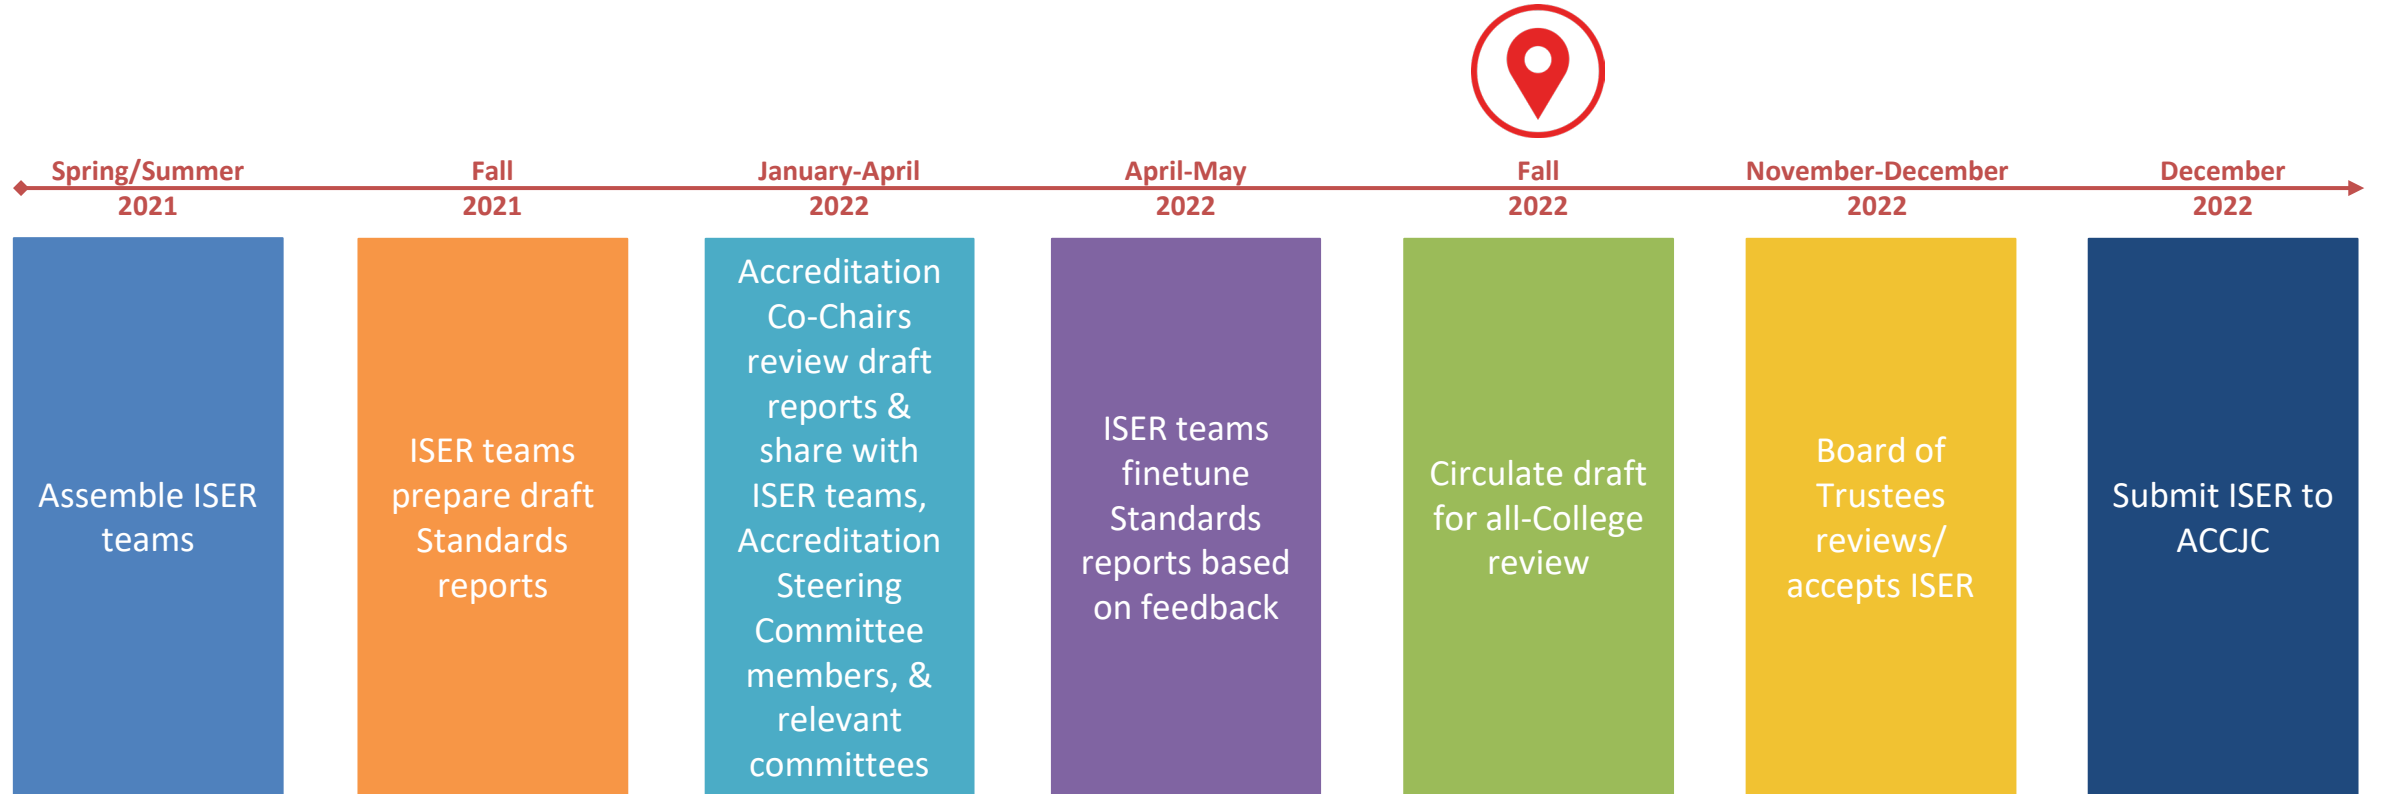 Spring/Summer
2021
Fall
2021
January-April
2022
April-May
2022
Fall
2022
November-December
2022
December
2022
Assemble ISER
teams
ISER teams
prepare draft
Standards
reports
Accreditation
Co-Chairs
review draft
reports &
share with
ISER teams,
Accreditation
Steering
Committee
members, &
relevant
committees
ISER teams
finetune
Standards
reports based
on feedback
Circulate draft
for all-College
review
Board of
Trustees
reviews/
accepts ISER
Submit ISER to
ACCJC